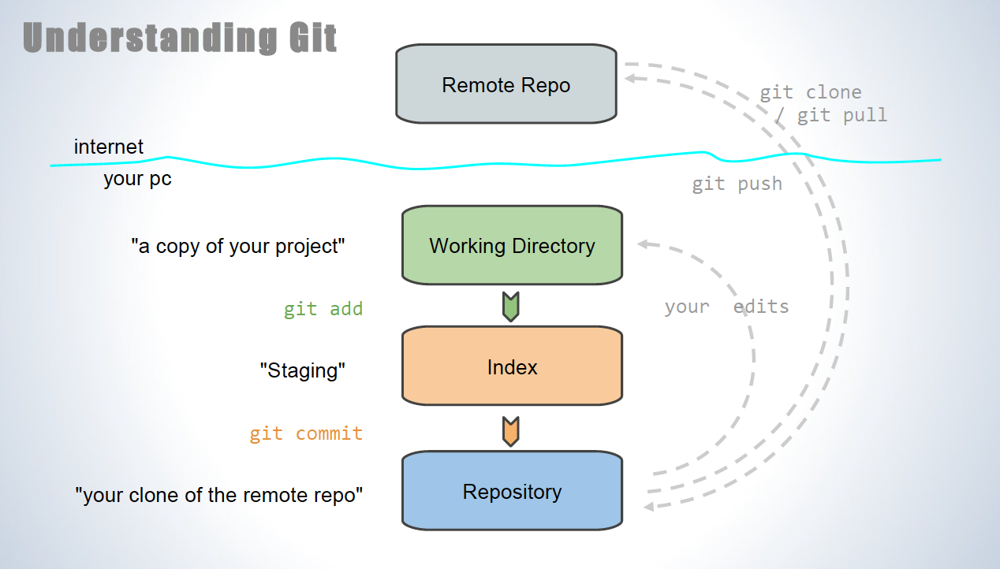 Understanding Git
Remote Repo
git clone
/ git pull
internet
your pc
git push
"a copy of your project"
Working Directory
git add
your  edits
"Staging"
Index
git commit
"your clone of the remote repo"
Repository